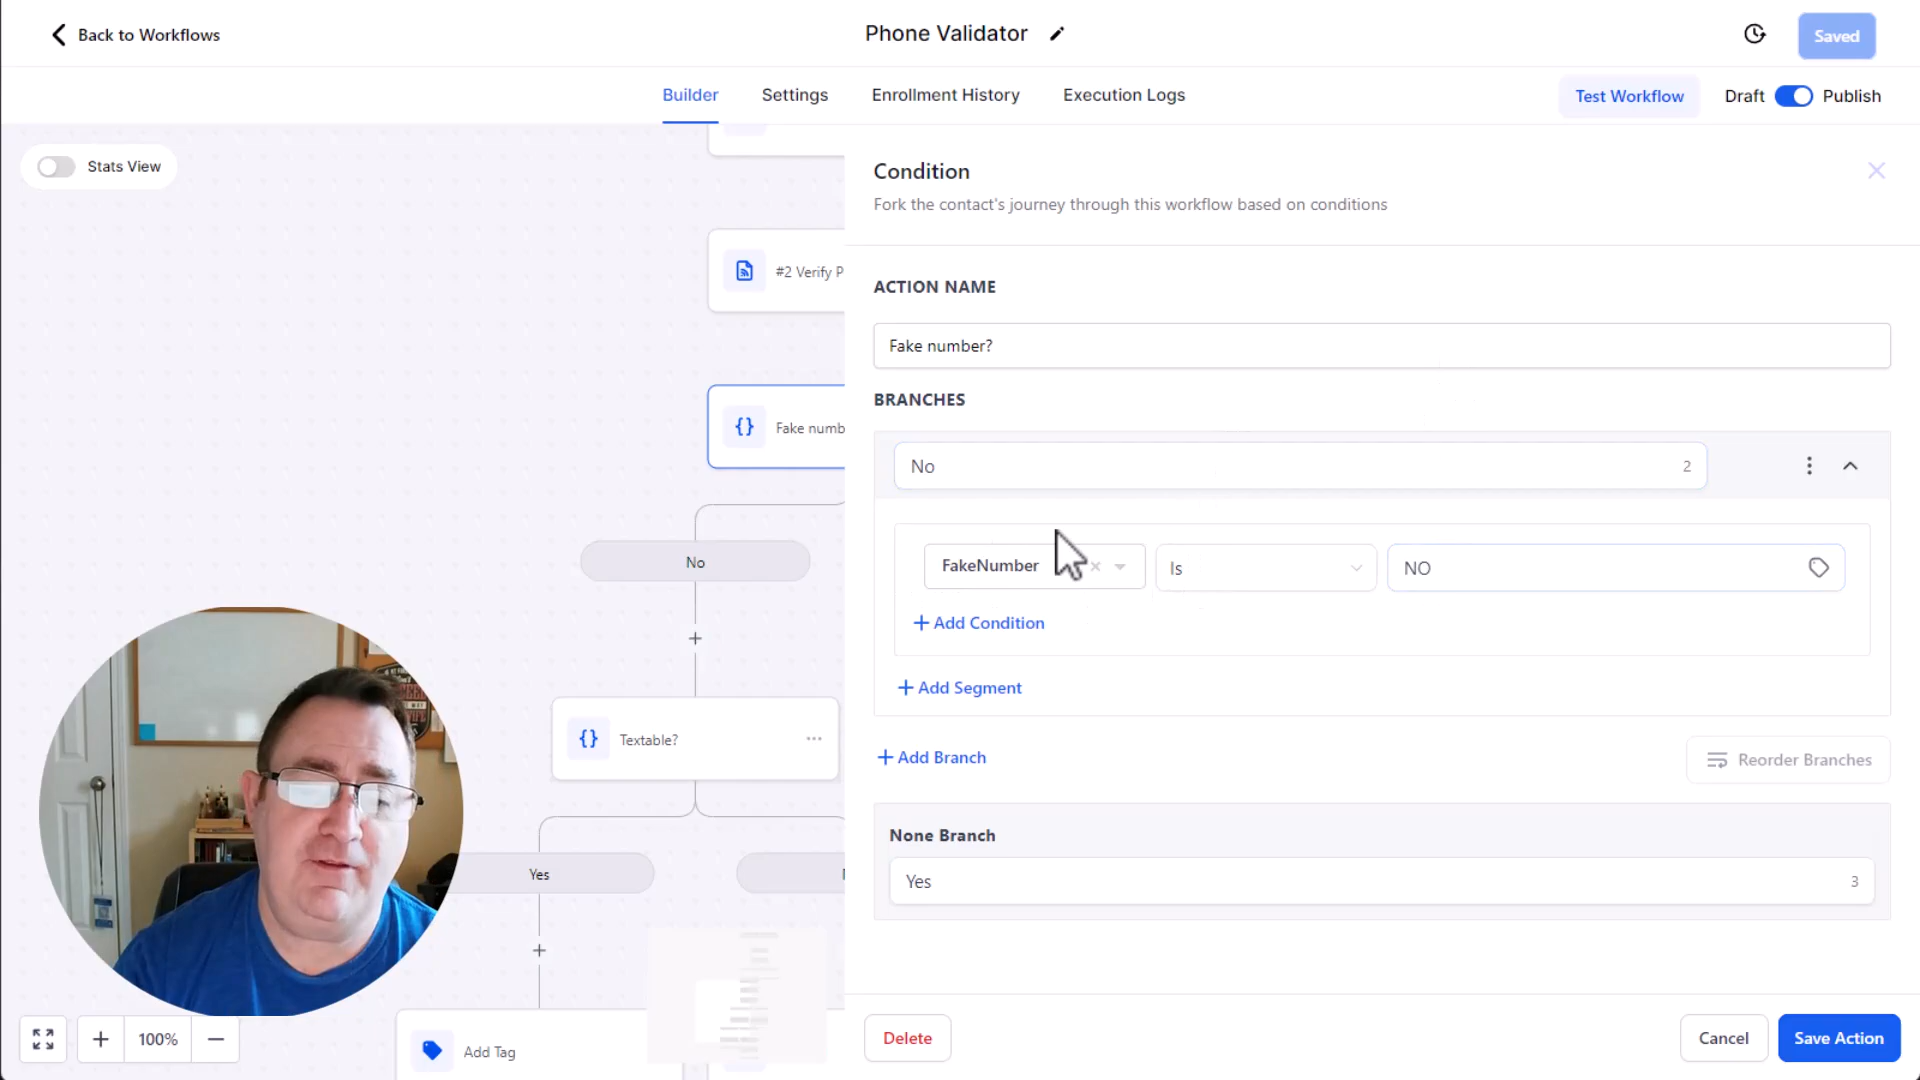 Back to Workflows
Phone Validator
Saved
Builder
Settings
Enrollment History
Execution Logs
Test Workflow
Draft
Publish
Stats View
#2 Verify P
Fake numb
No
Textable?
Yes
Add Tag
100%
Condition
Fork the contact's journey through this workflow based on conditions
ACTION NAME
Fake number?
BRANCHES
No
2
FakeNumber
Is
NO
Add Condition
Add Segment
Add Branch
Reorder Branches
None Branch
Yes
3
Delete
Cancel
Save Action